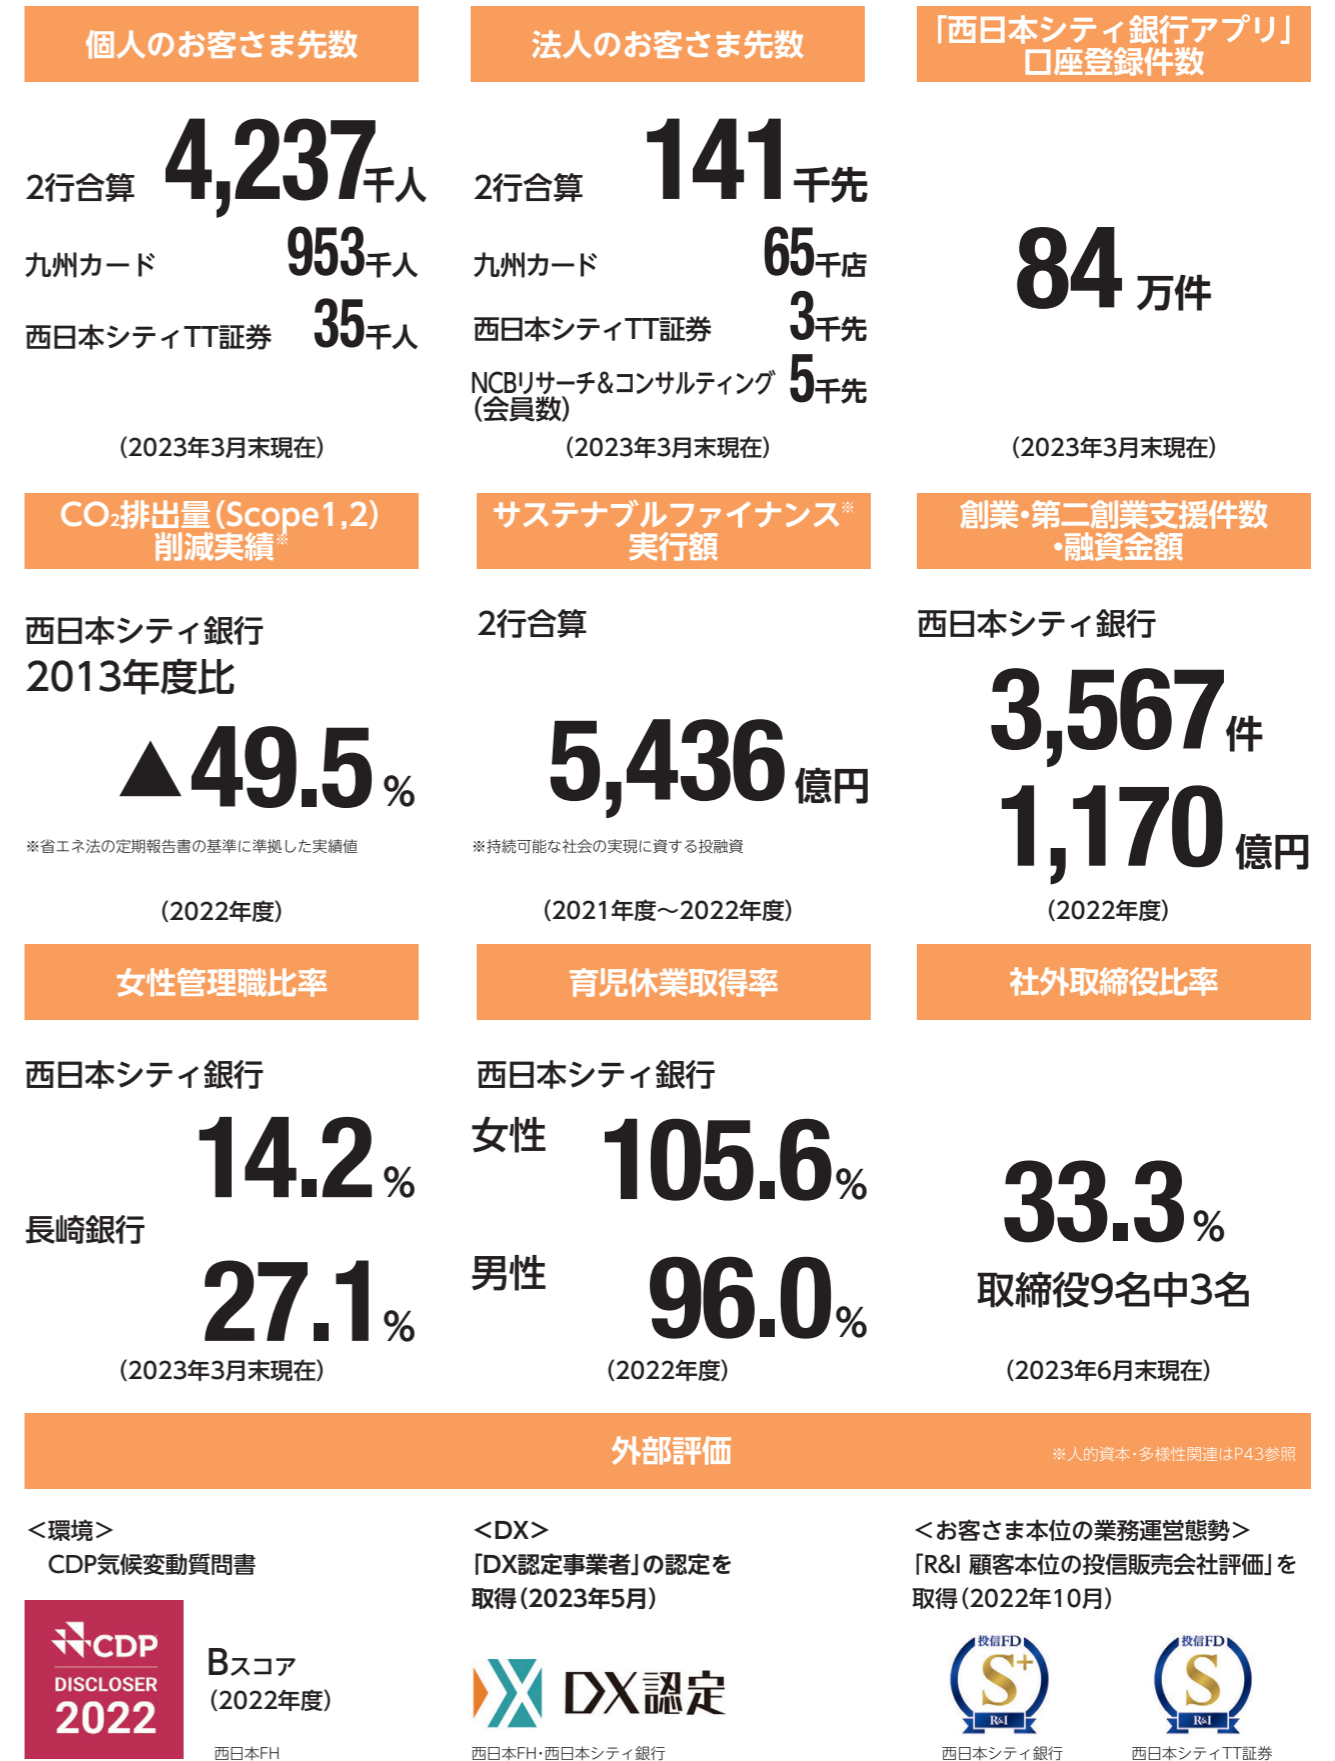 個人のお客さま先数
2行合算 4,237千人
九州カード 953千人
西日本シティTT証券 35千人
（2023年3月末現在）
法人のお客さま先数
2行合算 141千先
九州カード 65千店
西日本シティTT証券 3千先
NCBリサーチ&コンサルティング 5千先
（会員数）
（2023年3月末現在）
「西日本シティ銀行アプリ」
口座登録件数
84万件
（2023年3月末現在）
CO₂排出量（Scope1,2）
削減実績※
西日本シティ銀行
2013年度比
▲49.5%
※省エネ法の定期報告書の基準に準拠した実績値
（2022年度）
サステナブルファイナンス※
実行額
2行合算
5,436億円
※持続可能な社会の実現に資する投融資
（2021年度～2022年度）
創業・第二創業支援件数
・融資金額
西日本シティ銀行
3,567件
1,170億円
（2022年度）
女性管理職比率
西日本シティ銀行
14.2%
長崎銀行
27.1%
（2023年3月末現在）
育児休業取得率
西日本シティ銀行
女性 105.6%
男性 96.0%
（2022年度）
社外取締役比率
33.3%
取締役9名中3名
（2023年6月末現在）
外部評価 ※人的資本・多様性関連はP43参照
＜環境＞
CDP気候変動質問書
CDP
DISCLOSER
2022
Bスコア
（2022年度）
西日本FH
＜DX＞
「DX認定事業者」の認定を
取得（2023年5月）
DX認定
西日本FH・西日本シティ銀行
＜お客さま本位の業務運営態勢＞
「R&I 顧客本位の投信販売会社評価」を
取得（2022年10月）
投信FD
S+
R&I
西日本シティ銀行
投信FD
S
R&I
西日本シティTT証券